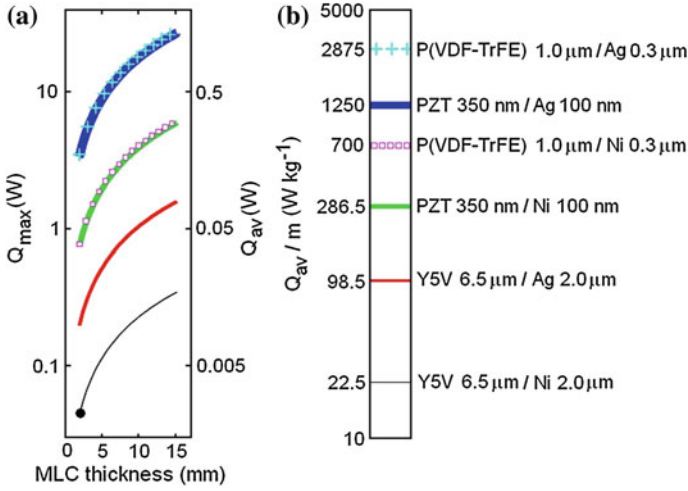 (a)
Q_max (W)
10
1
0.1
0.5
0.05
0.005
Q_av (W)
0
5
10
15
MLC thickness (mm)
(b)
Q_av / m (W kg⁻¹)
5000
2875
1250
700
286.5
98.5
22.5
10
P(VDF-TrFE) 1.0 μm / Ag 0.3 μm
PZT 350 nm / Ag 100 nm
P(VDF-TrFE) 1.0 μm / Ni 0.3 μm
PZT 350 nm / Ni 100 nm
Y5V 6.5 μm / Ag 2.0 μm
Y5V 6.5 μm / Ni 2.0 μm